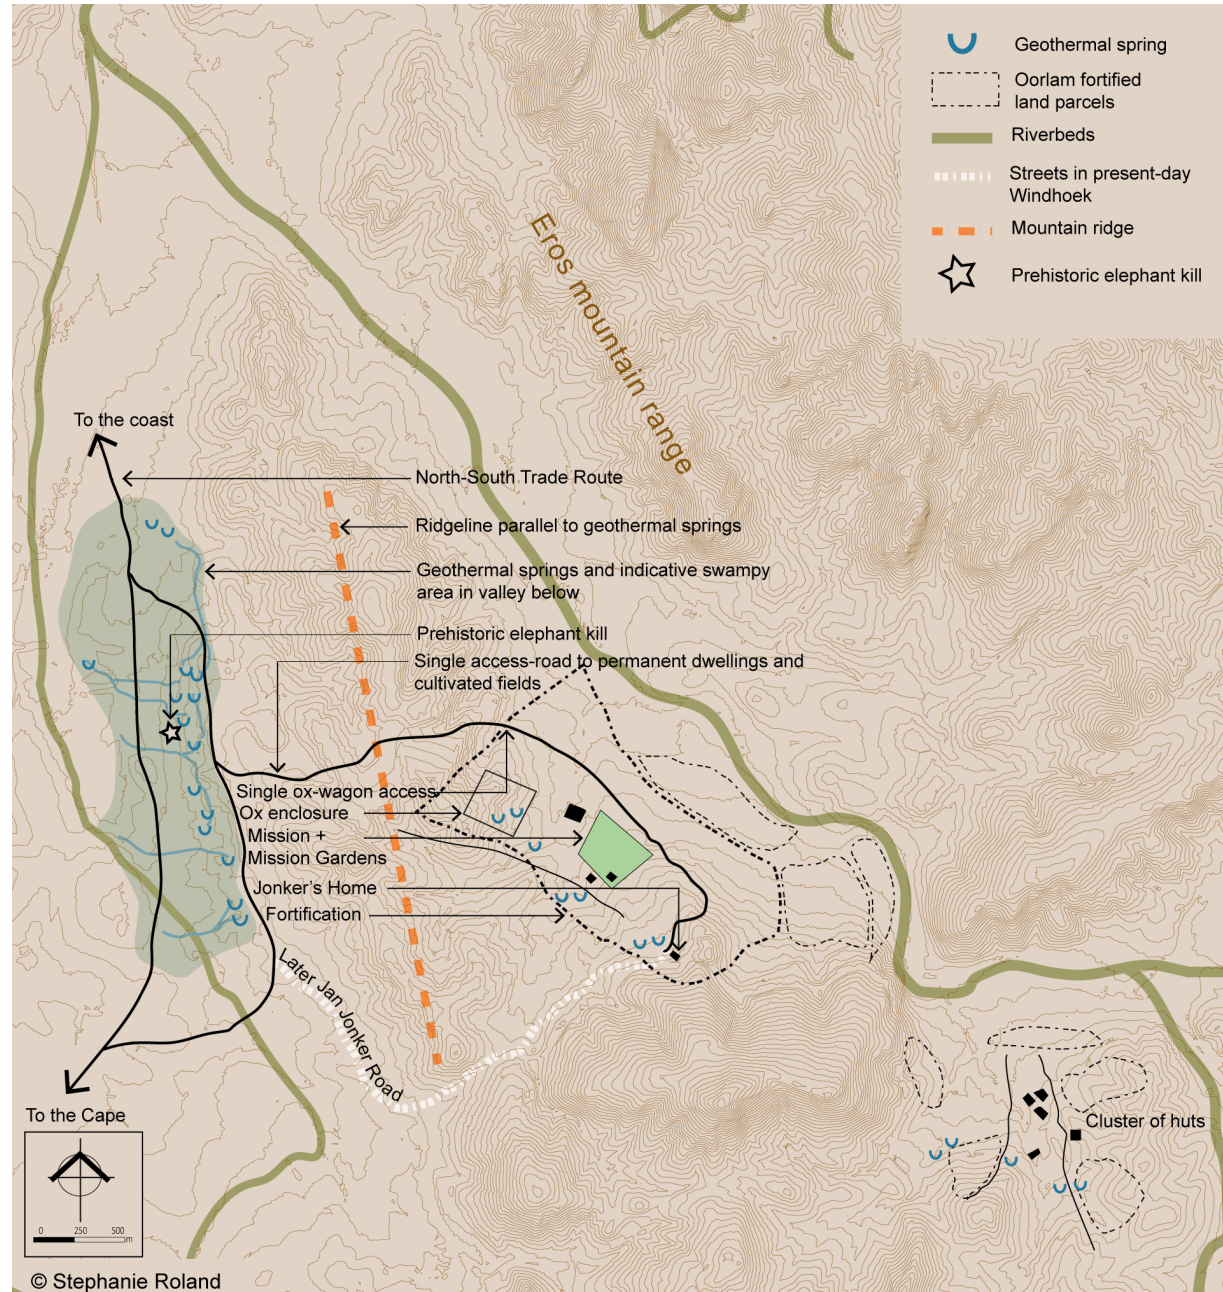 Geothermal spring
Oorlam fortified
land parcels
Riverbeds
Streets in present-day
Windhoek
Mountain ridge
Prehistoric elephant kill
Eros mountain range
To the coast
North-South Trade Route
Ridgeline parallel to geothermal springs
Geothermal springs and indicative swampy
area in valley below
Prehistoric elephant kill
Single access-road to permanent dwellings and
cultivated fields
Single ox-wagon access
Ox enclosure
Mission +
Mission Gardens
Jonker's Home
Fortification
Later Jan Jonker Road
To the Cape
Cluster of huts
0 250 500
m
© Stephanie Roland